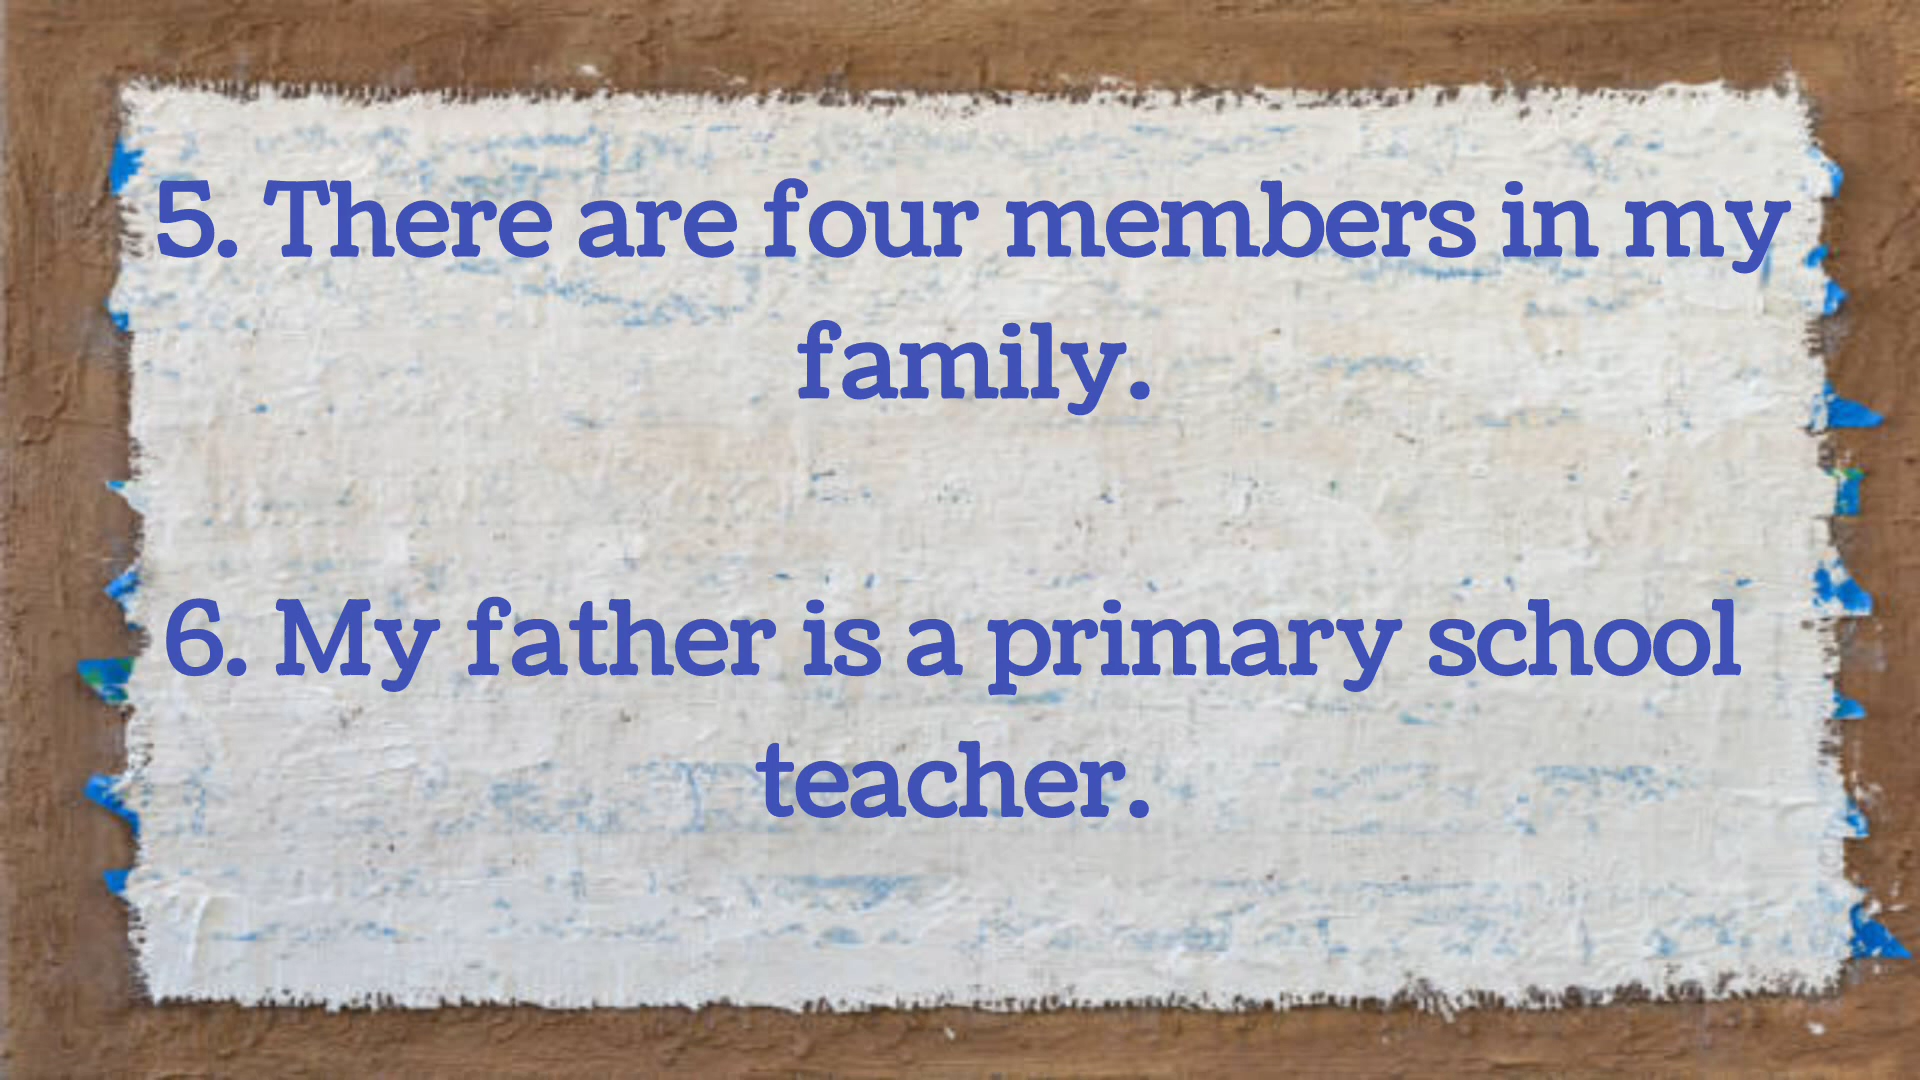 5. There are four members in my
family.
6. My father is a primary school
teacher.